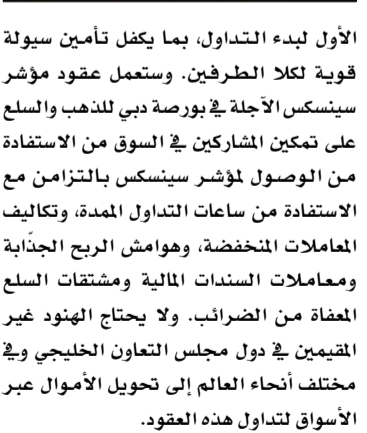 الأول لبدء التداول، بما يكفل تأمين سيولة
قوية لكلا الطرفين. وستعمل عقود مؤشر
سينسكس الآجلة في بورصة دبي للذهب والسلع
على تمكين المشاركين في السوق من الاستفادة
من الوصول لمؤشر سينسكس بالتزامن مع
الاستفادة من ساعات التداول الممدة، وتكاليف
المعاملات المنخفضة، وهوامش الربح الجذّابة
ومعاملات السندات المالية ومشتقات السلع
المعفاة من الضرائب. ولا يحتاج الهنود غير
المقيمين في دول مجلس التعاون الخليجي وفي
مختلف أنحاء العالم إلى تحويل الأموال عبر
الأسواق لتداول هذه العقود.